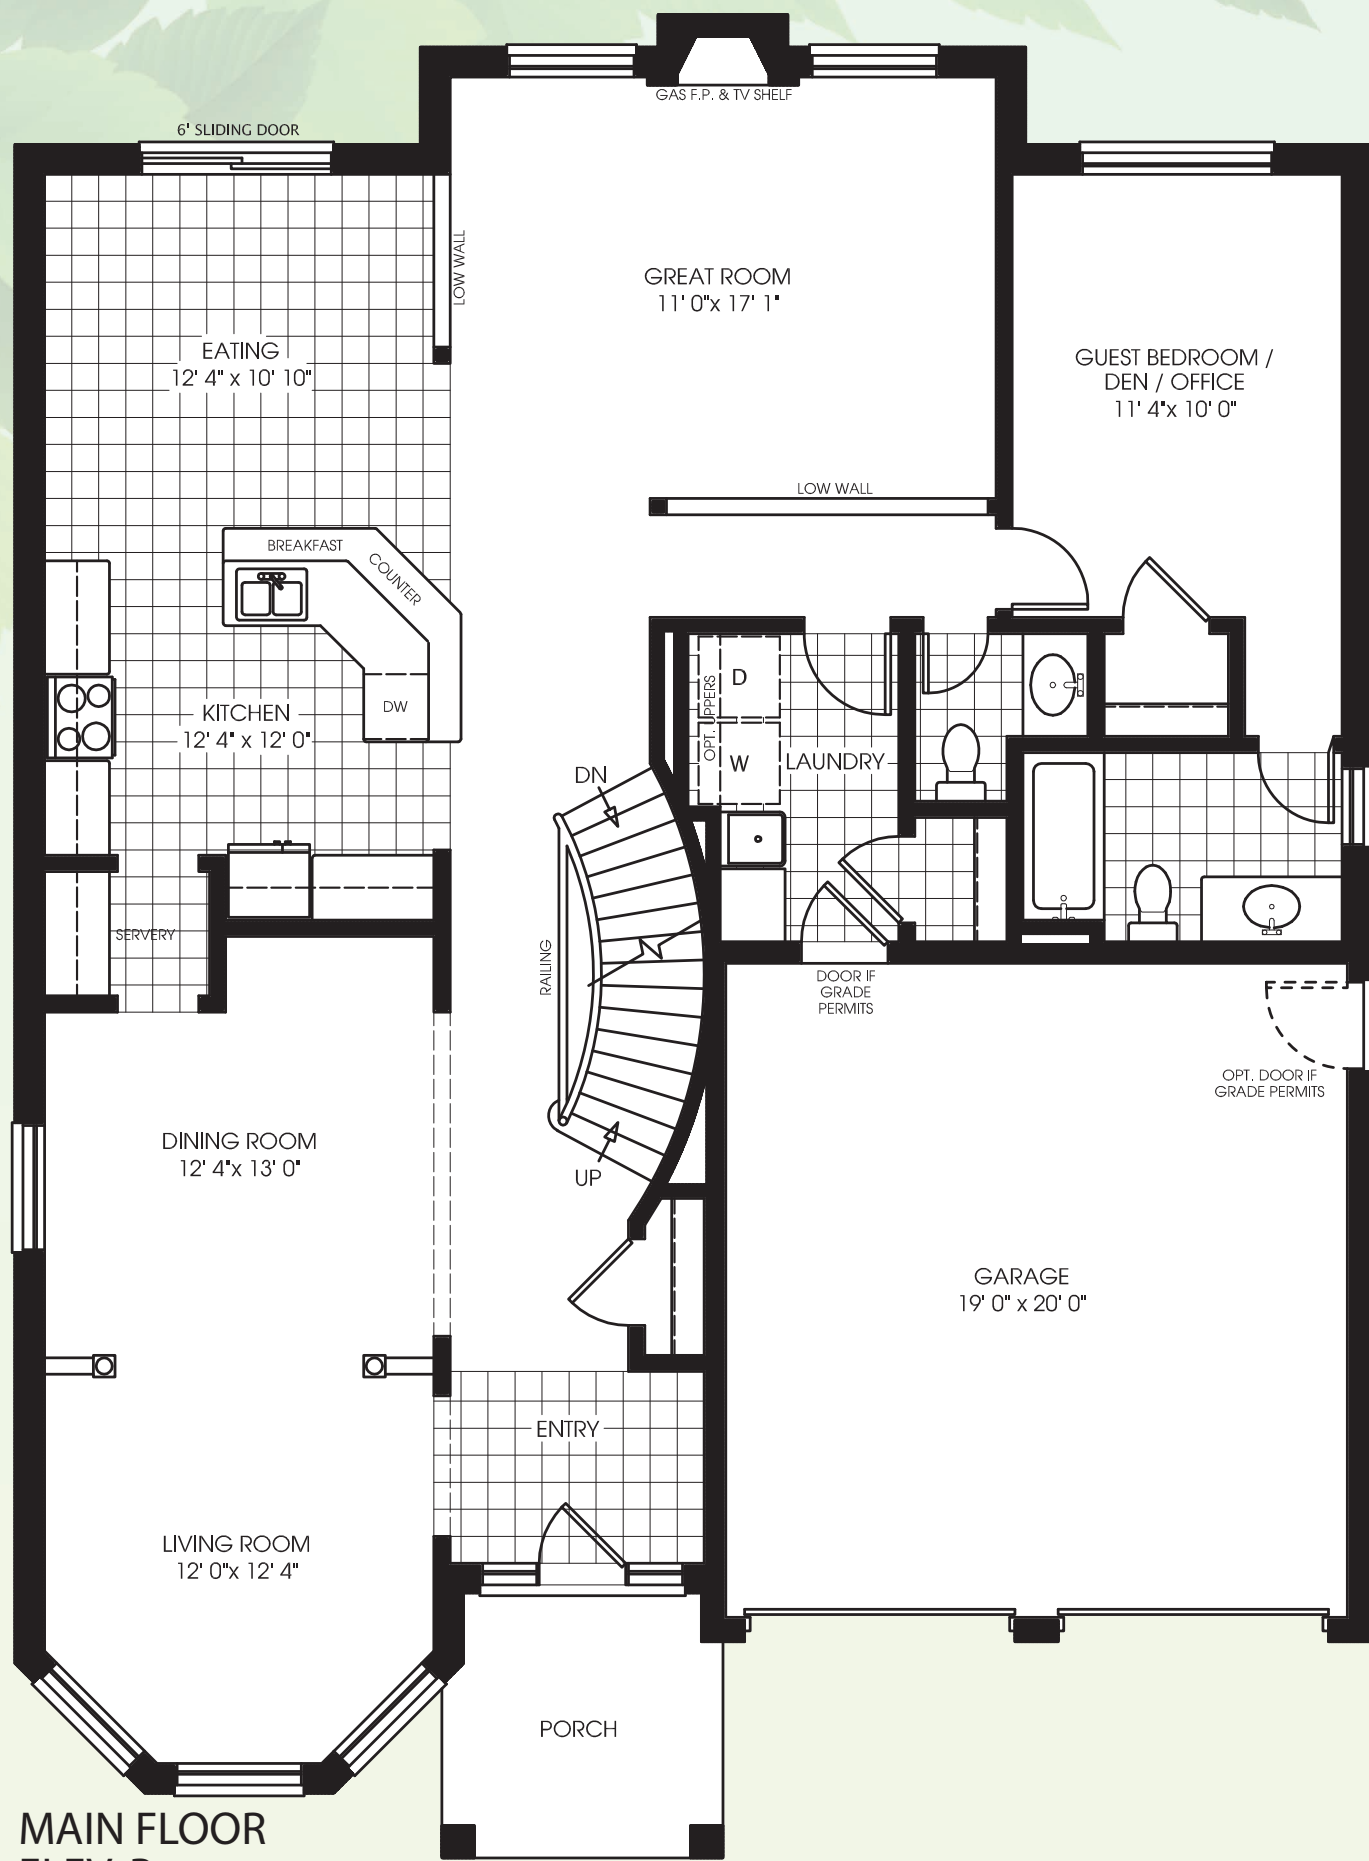 GAS F.P. & TV SHELF
6' SLIDING DOOR
LOW WALL
GREAT ROOM
11' 0"x 17' 1"
EATING
12' 4" x 10' 10"
GUEST BEDROOM /
DEN / OFFICE
11' 4"x 10' 0"
LOW WALL
BREAKFAST
COUNTER
KITCHEN
12' 4" x 12' 0"
DW
OPT. UPPERS
D
W
LAUNDRY
DN
SERVERY
RAILING
DOOR IF
GRADE
PERMITS
OPT. DOOR IF
GRADE PERMITS
DINING ROOM
12' 4"x 13' 0"
UP
GARAGE
19' 0" x 20' 0"
ENTRY
LIVING ROOM
12' 0"x 12' 4"
PORCH
MAIN FLOOR